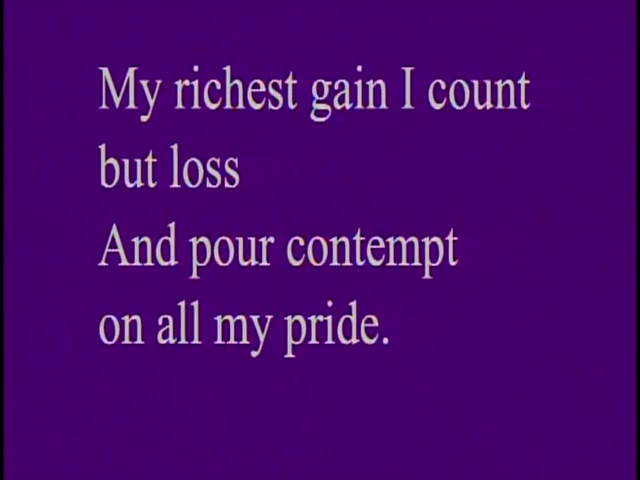 My richest gain I count
but loss
And pour contempt
on all my pride.